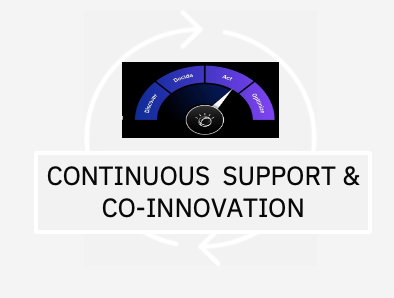 Discover
Decide
Act
Optimize
CONTINUOUS  SUPPORT &
CO-INNOVATION